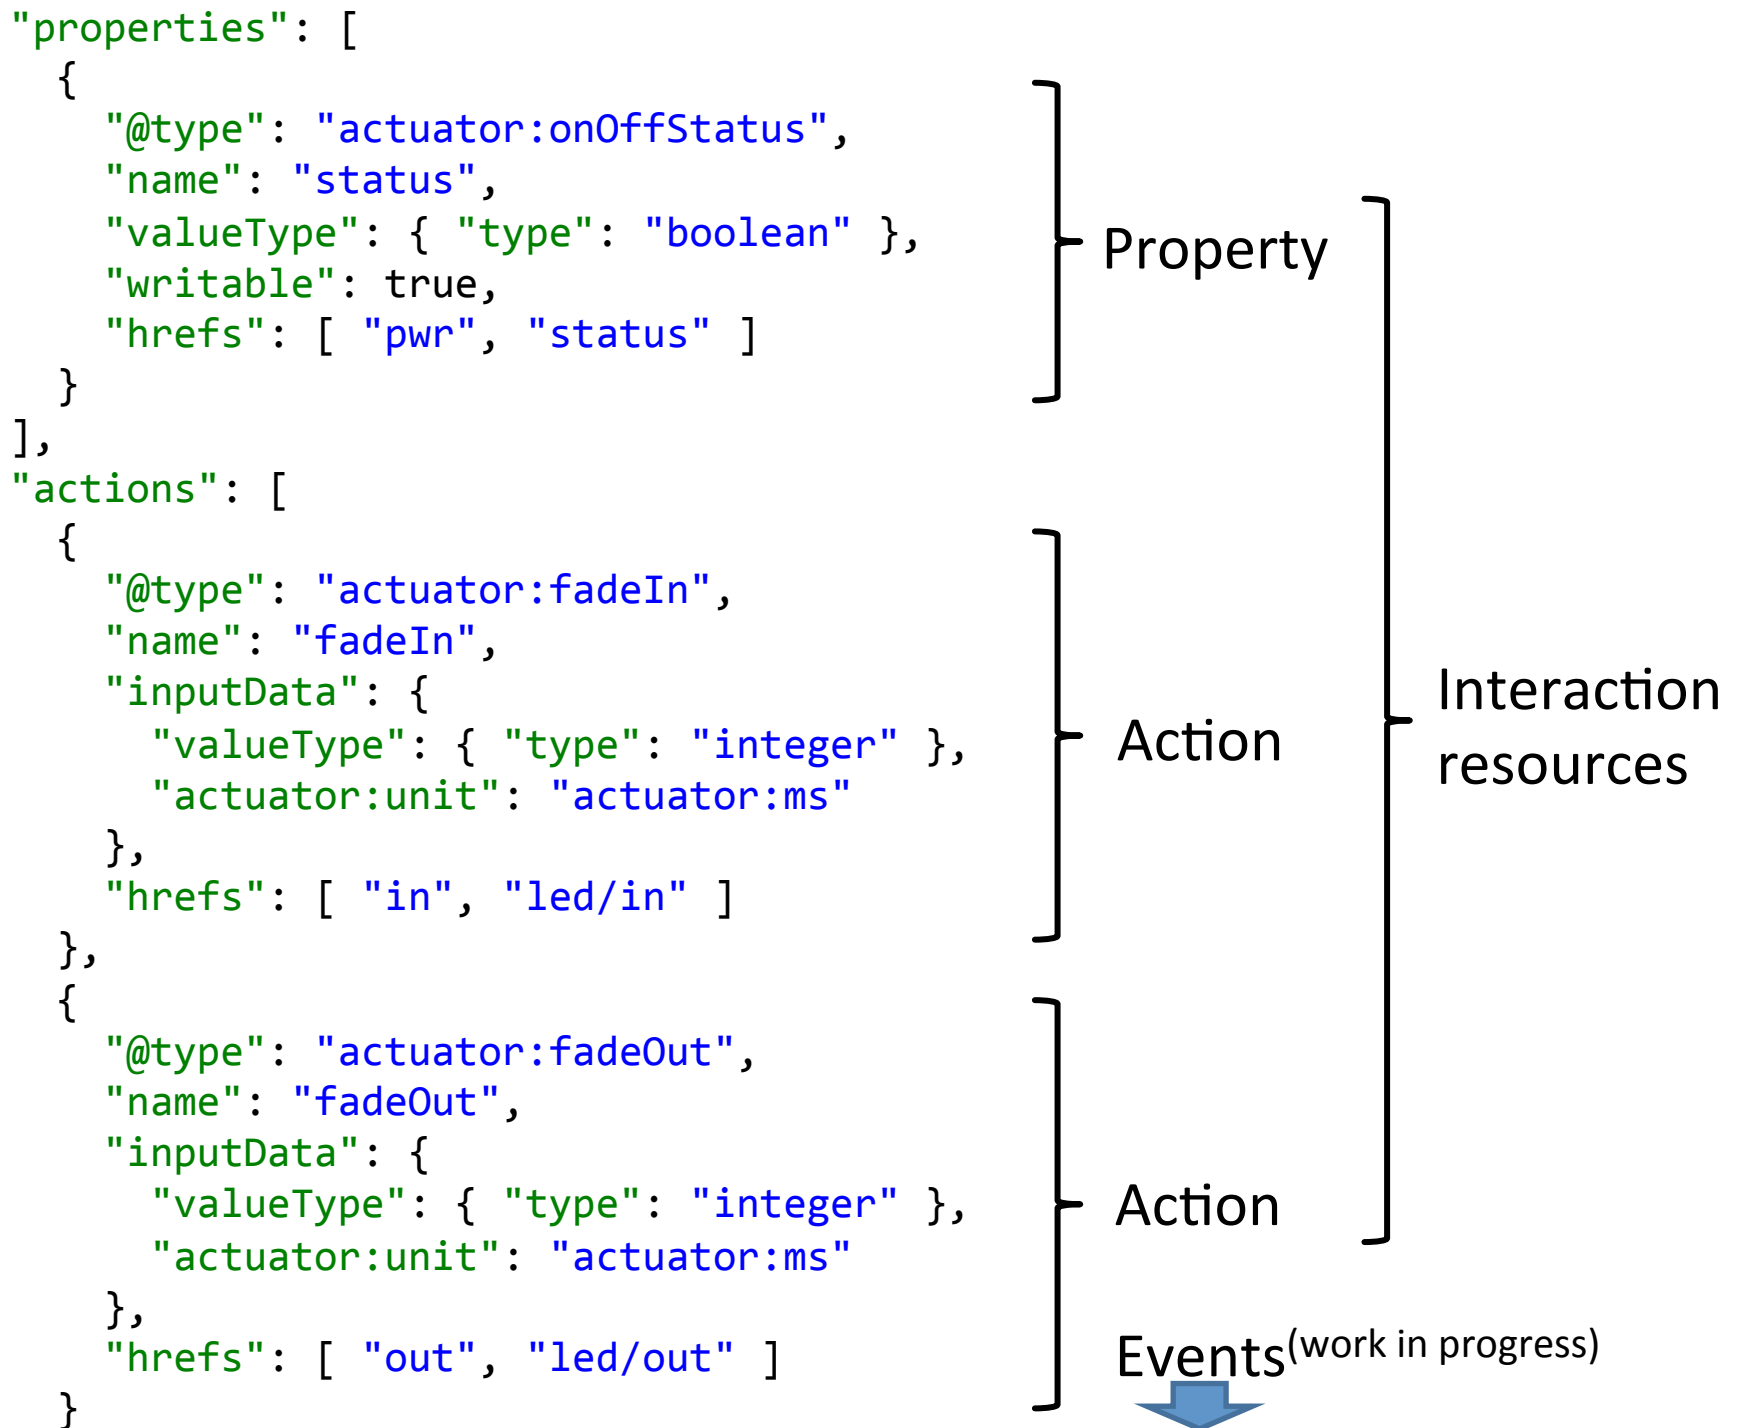 "properties": [
  {
    "@type": "actuator:onOffStatus",
    "name": "status",
    "valueType": { "type": "boolean" },
    "writable": true,
    "hrefs": [ "pwr", "status" ]
  }
],
"actions": [
  {
    "@type": "actuator:fadeIn",
    "name": "fadeIn",
    "inputData": {
      "valueType": { "type": "integer" },
      "actuator:unit": "actuator:ms"
    },
    "hrefs": [ "in", "led/in" ]
  },
  {
    "@type": "actuator:fadeOut",
    "name": "fadeOut",
    "inputData": {
      "valueType": { "type": "integer" },
      "actuator:unit": "actuator:ms"
    },
    "hrefs": [ "out", "led/out" ]
  }
Property
Action
Action
Events(work in progress)
Interaction
resources